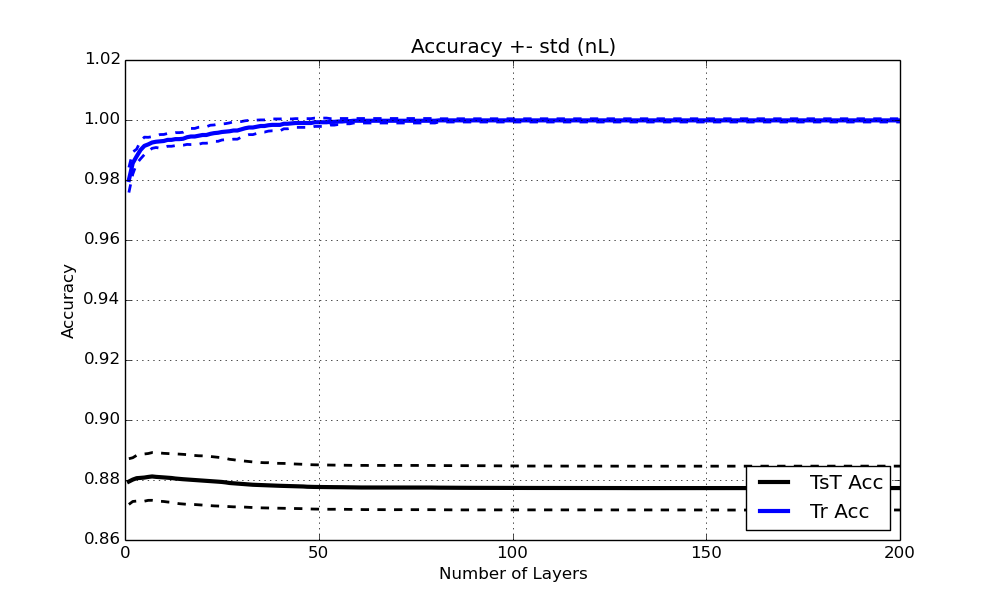 Accuracy +- std (nL)
1.02
1.00
0.98
0.96
0.94
0.92
0.90
0.88
0.86
Accuracy
TsT Acc
Tr Acc
0 50 100 150 200
Number of Layers